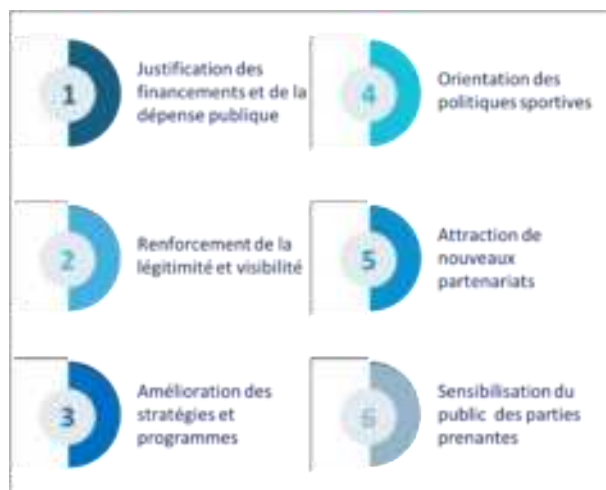 1
Justification des
financements et de la
dépense publique
2
Renforcement de la
légitimité et visibilité
3
Amélioration des
stratégies et
programmes
4
Orientation des
politiques sportives
5
Attraction de
nouveaux
partenariats
6
Sensibilisation du
public des parties
prenantes